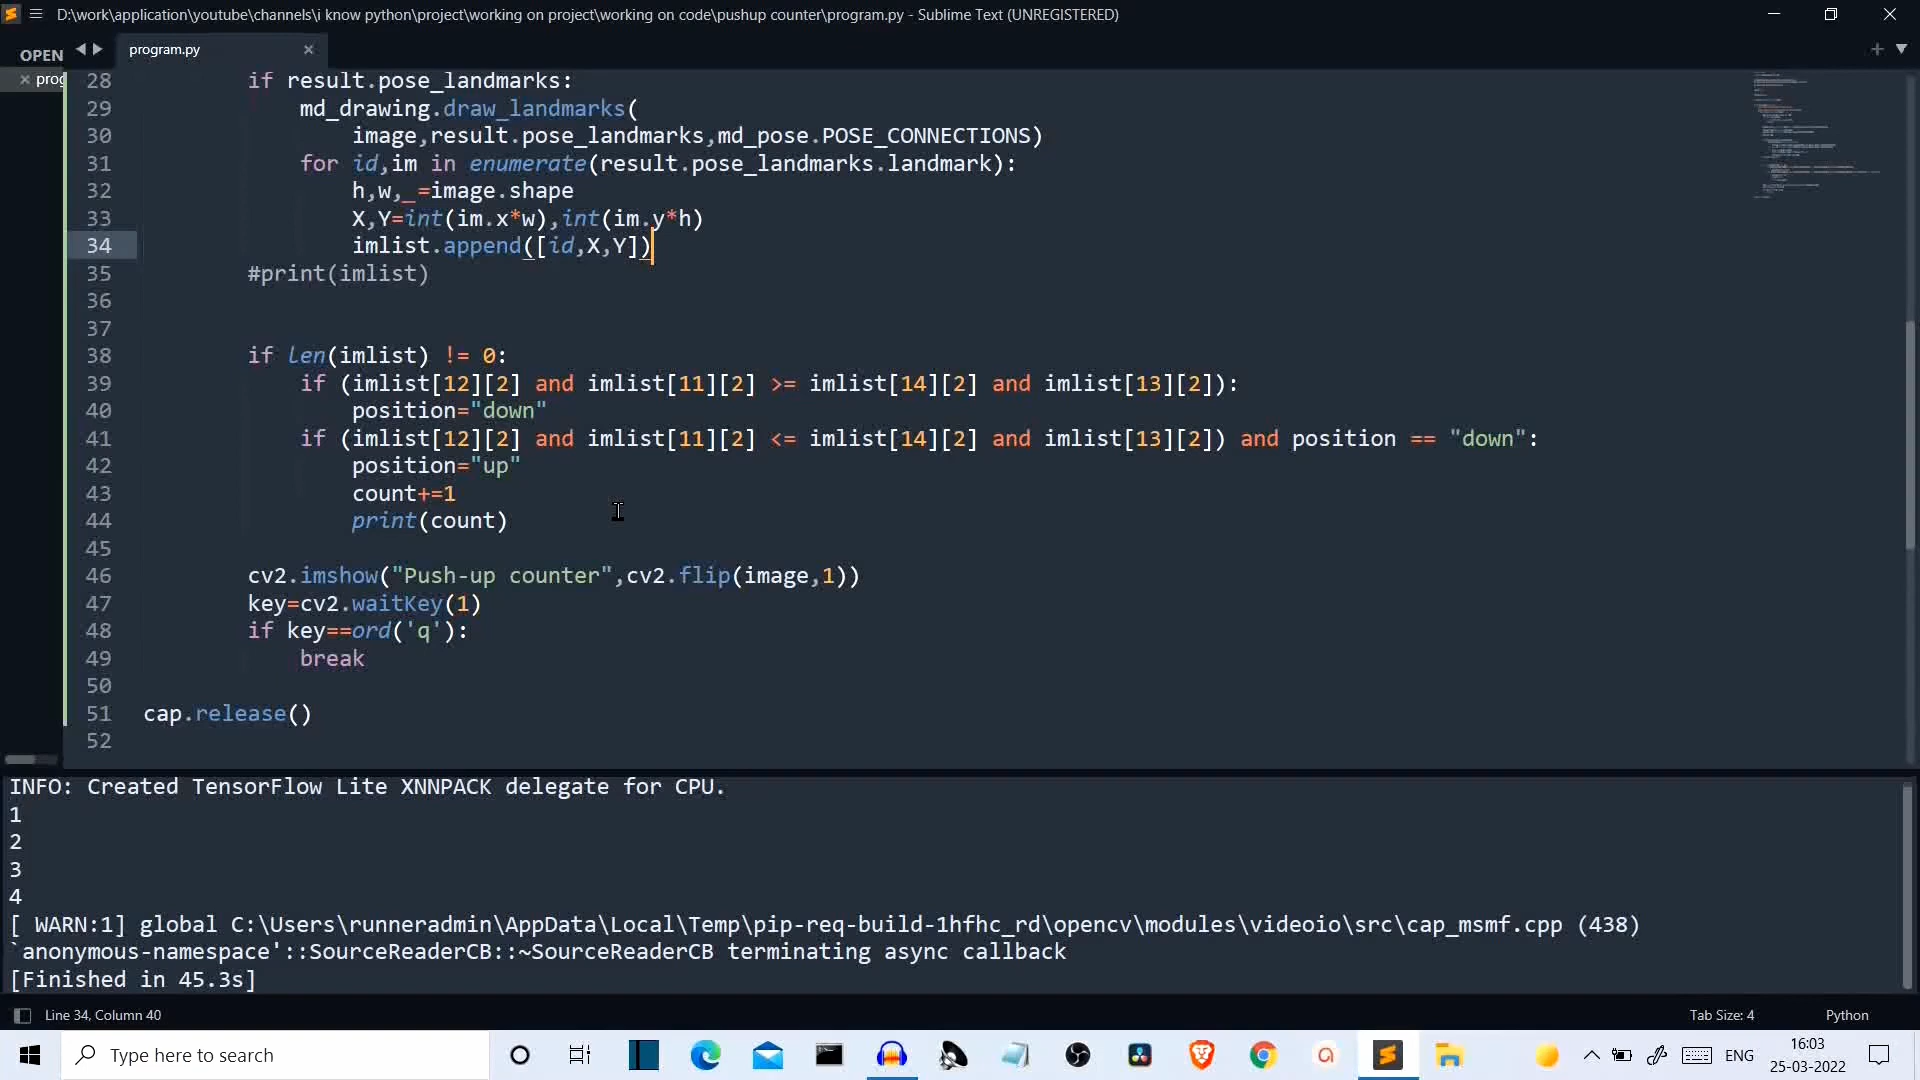 D:\work\application\youtube\channels\i know python\project\working on project\working on code\pushup counter\program.py - Sublime Text (UNREGISTERED)
OPEN
program.py
prog
28 if result.pose_landmarks:
29 md_drawing.draw_landmarks(
30 image,result.pose_landmarks,md_pose.POSE_CONNECTIONS)
31 for id,im in enumerate(result.pose_landmarks.landmark):
32 h,w,_=image.shape
33 X,Y=int(im.x*w),int(im.y*h)
34 imlist.append([id,X,Y])
35 #print(imlist)
36
37
38 if len(imlist) != 0:
39 if (imlist[12][2] and imlist[11][2] >= imlist[14][2] and imlist[13][2]):
40 position="down"
41 if (imlist[12][2] and imlist[11][2] <= imlist[14][2] and imlist[13][2]) and position == "down":
42 position="up"
43 count+=1
44 print(count)
45
46 cv2.imshow("Push-up counter",cv2.flip(image,1))
47 key=cv2.waitKey(1)
48 if key==ord('q'):
49 break
50
51 cap.release()
52
INFO: Created TensorFlow Lite XNNPACK delegate for CPU.
1
2
3
4
[ WARN:1] global C:\Users\runneradmin\AppData\Local\Temp\pip-req-build-1hfhc_rd\opencv\modules\videoio\src\cap_msmf.cpp (438)
`anonymous-namespace'::SourceReaderCB::~SourceReaderCB terminating async callback
[Finished in 45.3s]
Line 34, Column 40
Tab Size: 4
Python
Type here to search
ENG
16:03
25-03-2022